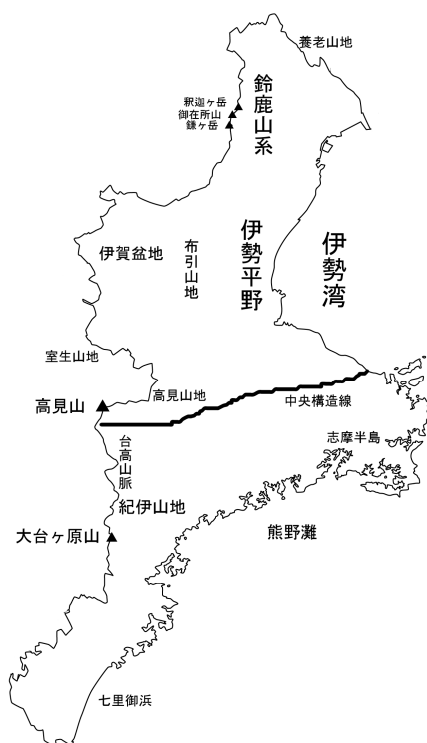 養老山地
鈴鹿山系
釈迦ヶ岳
御在所山
鎌ヶ岳
伊賀盆地
布引山地
伊勢平野
伊勢湾
室生山地
高見山地
高見山
中央構造線
志摩半島
台高山脈
紀伊山地
大台ヶ原山
熊野灘
七里御浜